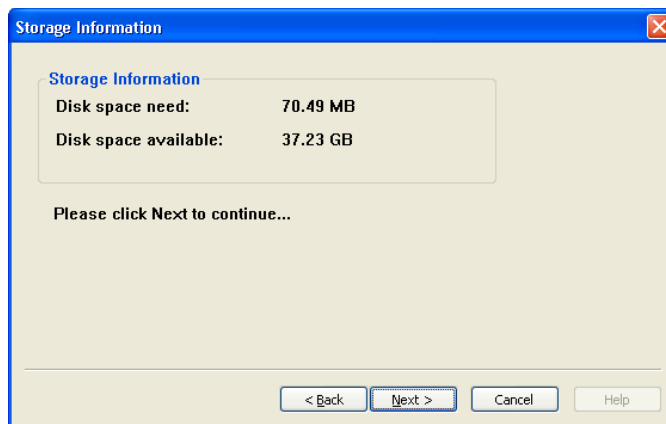 Storage Information
Storage Information
Disk space need: 70.49 MB
Disk space available: 37.23 GB
Please click Next to continue...
< Back Next > Cancel Help